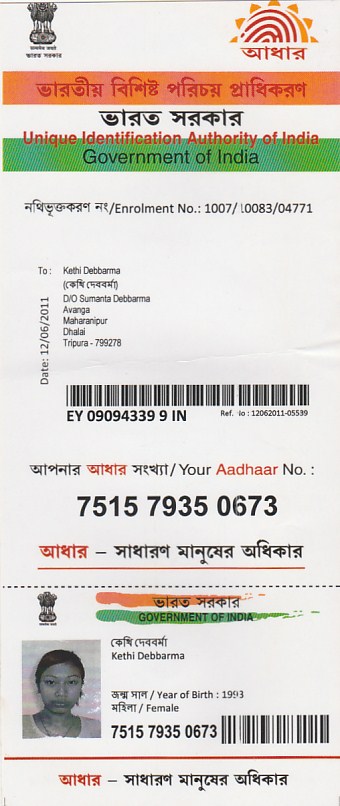 सत्यमेव जयते
ভারত সরকার
আধার
ভারতীয় বিশিষ্ট পরিচয় প্রাধিকরণ
ভারত সরকার
Unique Identification Authority of India
Government of India
নথিভূক্তকরণ নং/Enrolment No.: 1007/10083/04771
Date: 12/06/2011
To :
Kethi Debbarma
(কেথি দেববর্মা)
D/O Sumanta Debbarma
Avanga
Maharanipur
Dhalai
Tripura - 799278
EY 09094339 9 IN
Ref. No : 12062011-05539
আপনার আধার সংখ্যা/ Your Aadhaar No. :
7515 7935 0673
আধার – সাধারণ মানুষের অধিকার
ভারত সরকার
GOVERNMENT OF INDIA
কেথি দেববর্মা
Kethi Debbarma
জন্ম সাল / Year of Birth : 1993
মহিলা / Female
7515 7935 0673
আধার – সাধারণ মানুষের অধিকার